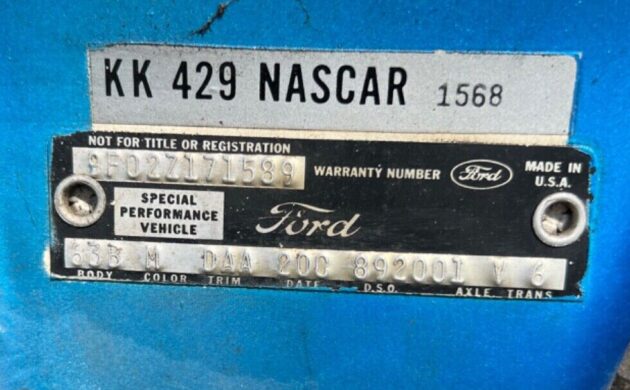 KK 429 NASCAR 1568
NOT FOR TITLE OR REGISTRATION
9F02Z171589 WARRANTY NUMBER Ford MADE IN U.S.A.
SPECIAL PERFORMANCE VEHICLE
Ford
63B M DAA 20C 892001 V 6
BODY COLOR TRIM DATE D.S.O. AXLE TRANS